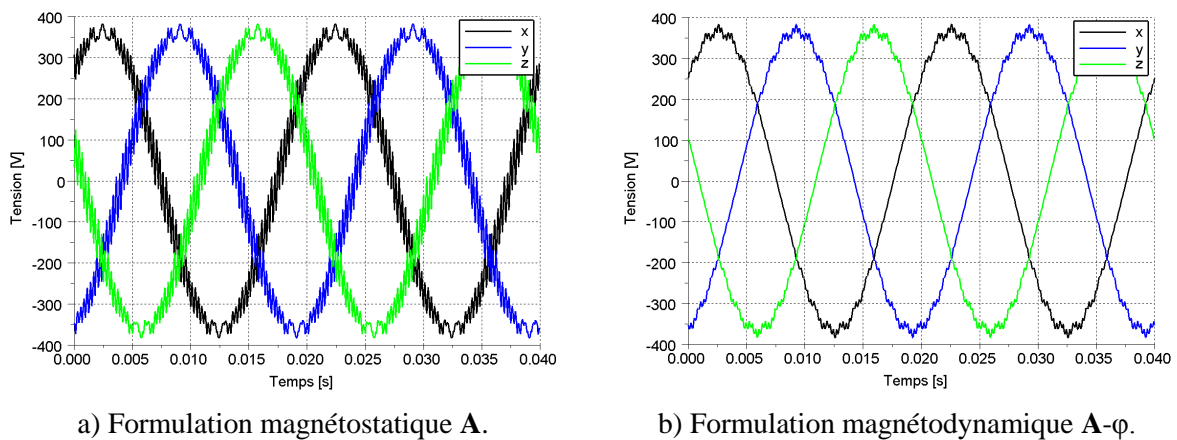 400
300
200
100
0
-100
-200
-300
-400
Tension [V]
x
y
z
0.000 0.005 0.010 0.015 0.020 0.025 0.030 0.035 0.040
Temps [s]
a) Formulation magnétostatique A.
400
300
200
100
0
-100
-200
-300
-400
Tension [V]
x
y
z
0.000 0.005 0.010 0.015 0.020 0.025 0.030 0.035 0.040
Temps [s]
b) Formulation magnétodynamique A-φ.